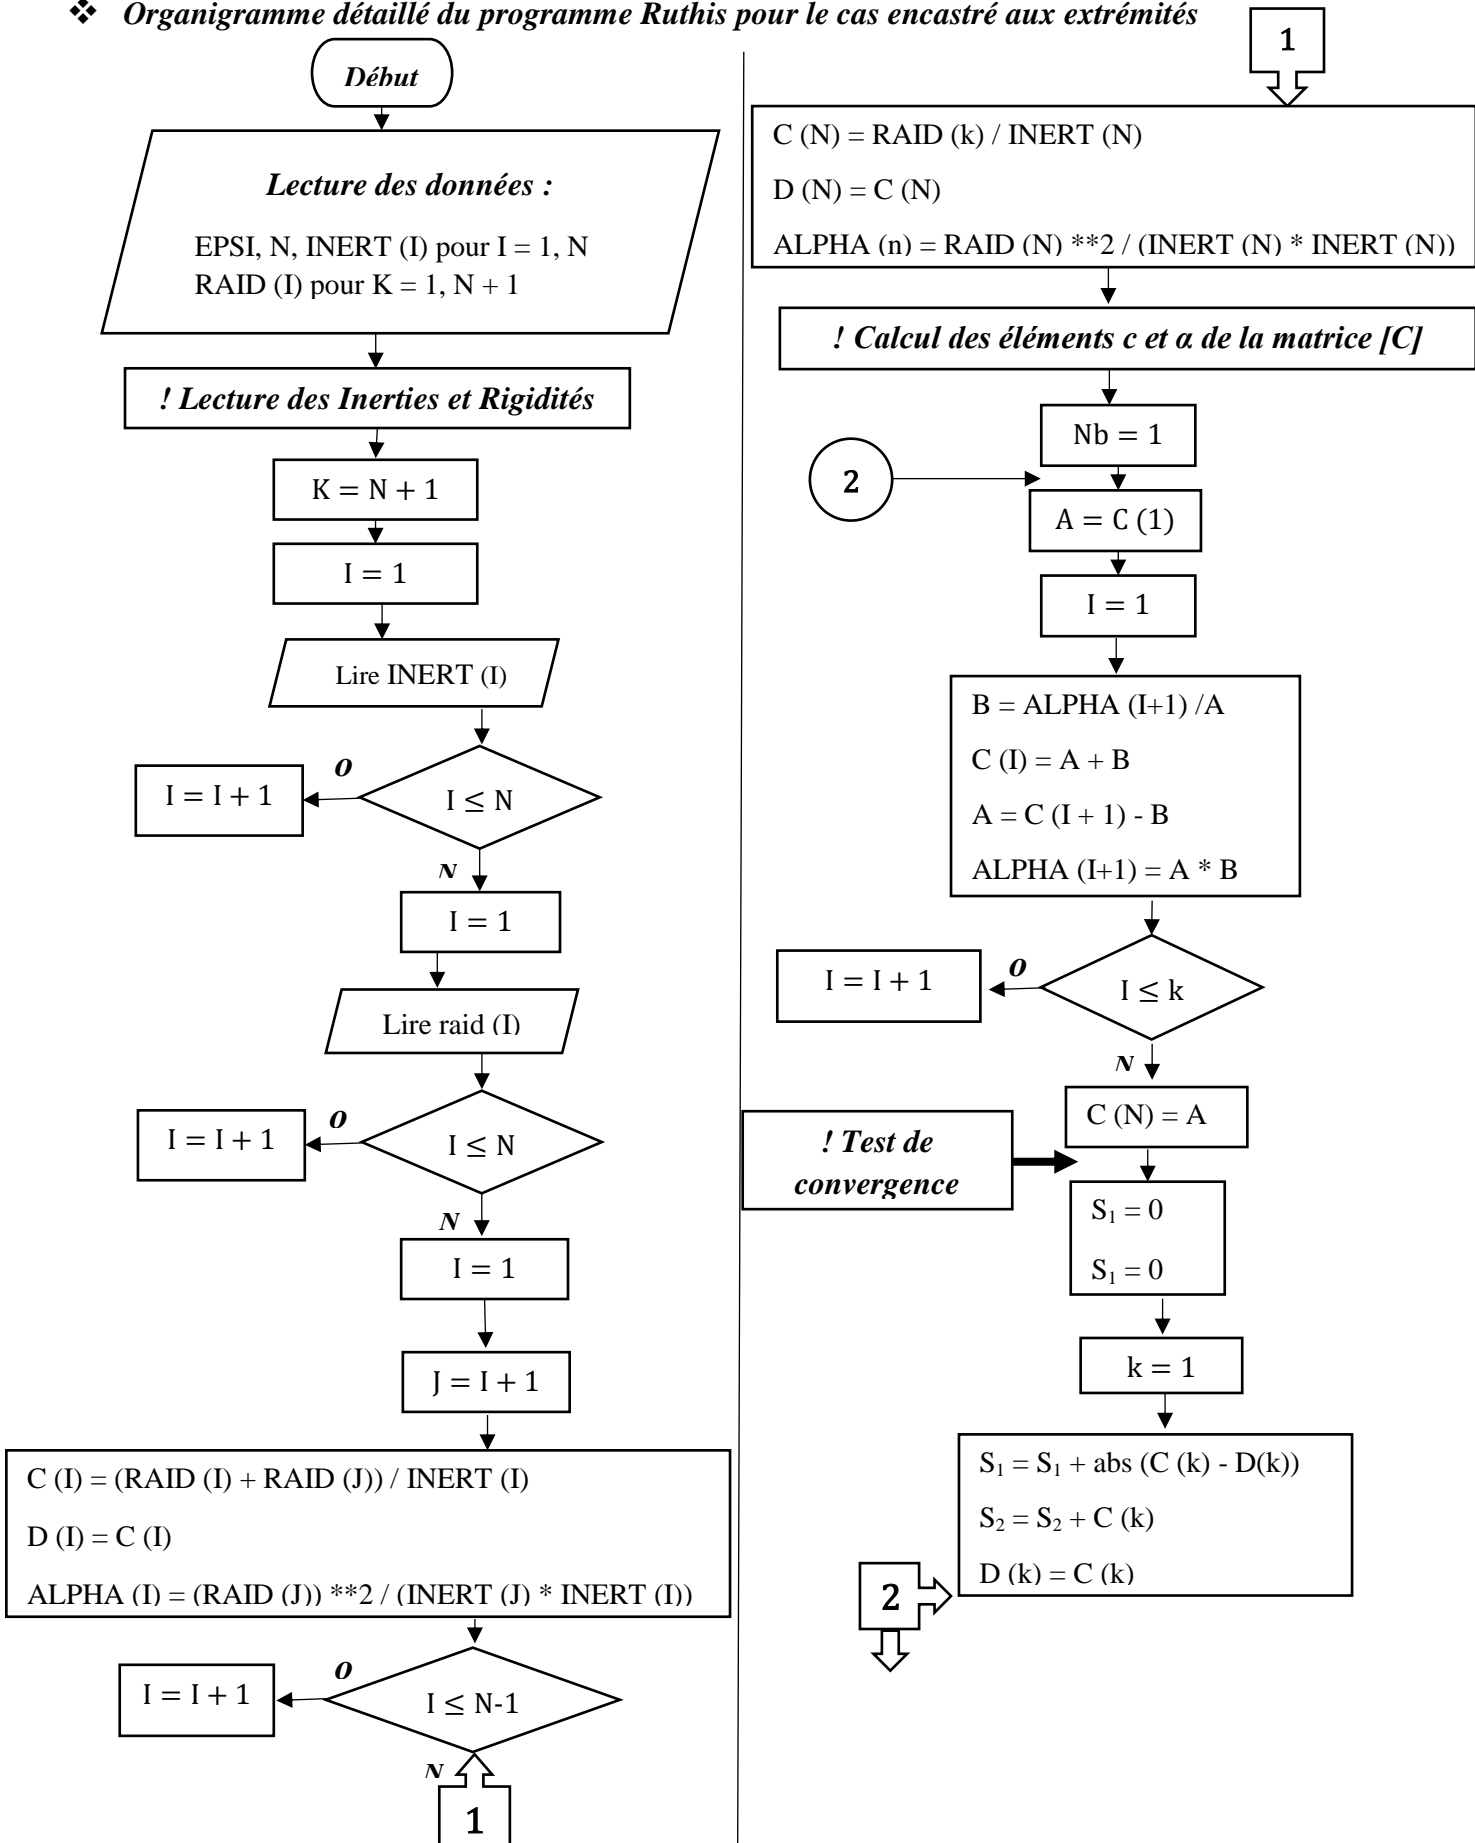 ❖ Organigramme détaillé du programme Ruthis pour le cas encastré aux extrémités
Début
Lecture des données :
EPSI, N, INERT (I) pour I = 1, N
RAID (I) pour K = 1, N + 1
! Lecture des Inerties et Rigidités
K = N + 1
I = 1
Lire INERT (I)
I ≤ N
O
I = I + 1
N
I = 1
Lire raid (I)
I ≤ N
O
I = I + 1
N
I = 1
J = I + 1
C (I) = (RAID (I) + RAID (J)) / INERT (I)
D (I) = C (I)
ALPHA (I) = (RAID (J)) **2 / (INERT (J) * INERT (I))
I ≤ N-1
O
I = I + 1
N
1
1
C (N) = RAID (k) / INERT (N)
D (N) = C (N)
ALPHA (n) = RAID (N) **2 / (INERT (N) * INERT (N))
! Calcul des éléments c et α de la matrice [C]
Nb = 1
2
A = C (1)
I = 1
B = ALPHA (I+1) /A
C (I) = A + B
A = C (I + 1) - B
ALPHA (I+1) = A * B
I ≤ k
O
I = I + 1
N
C (N) = A
! Test de
convergence
S₁ = 0
S₁ = 0
k = 1
S₁ = S₁ + abs (C (k) - D(k))
S₂ = S₂ + C (k)
D (k) = C (k)
2